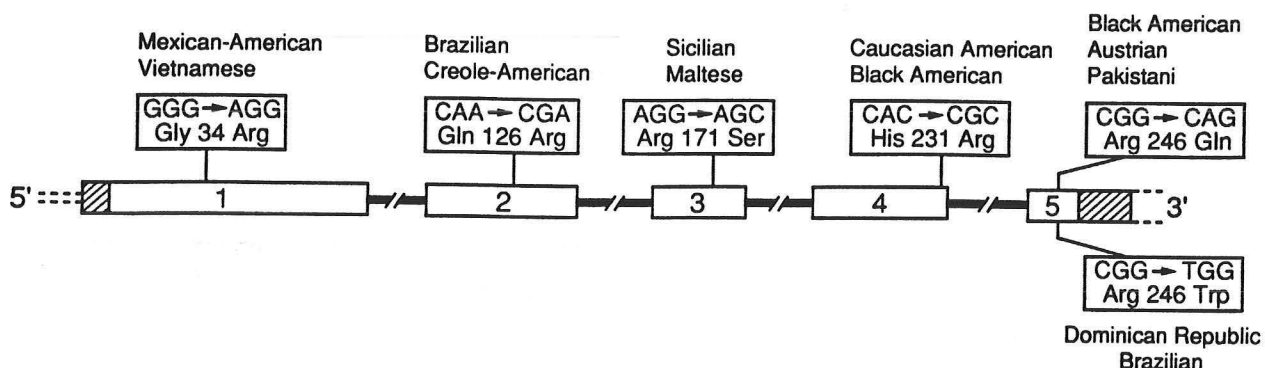 Mexican-American
Vietnamese
GGG→AGG
Gly 34 Arg
Brazilian
Creole-American
CAA→CGA
Gln 126 Arg
Sicilian
Maltese
AGG→AGC
Arg 171 Ser
Caucasian American
Black American
CAC→CGC
His 231 Arg
Black American
Austrian
Pakistani
CGG→CAG
Arg 246 Gln
5' 1 2 3 4 5 3'
CGG→TGG
Arg 246 Trp
Dominican Republic
Brazilian